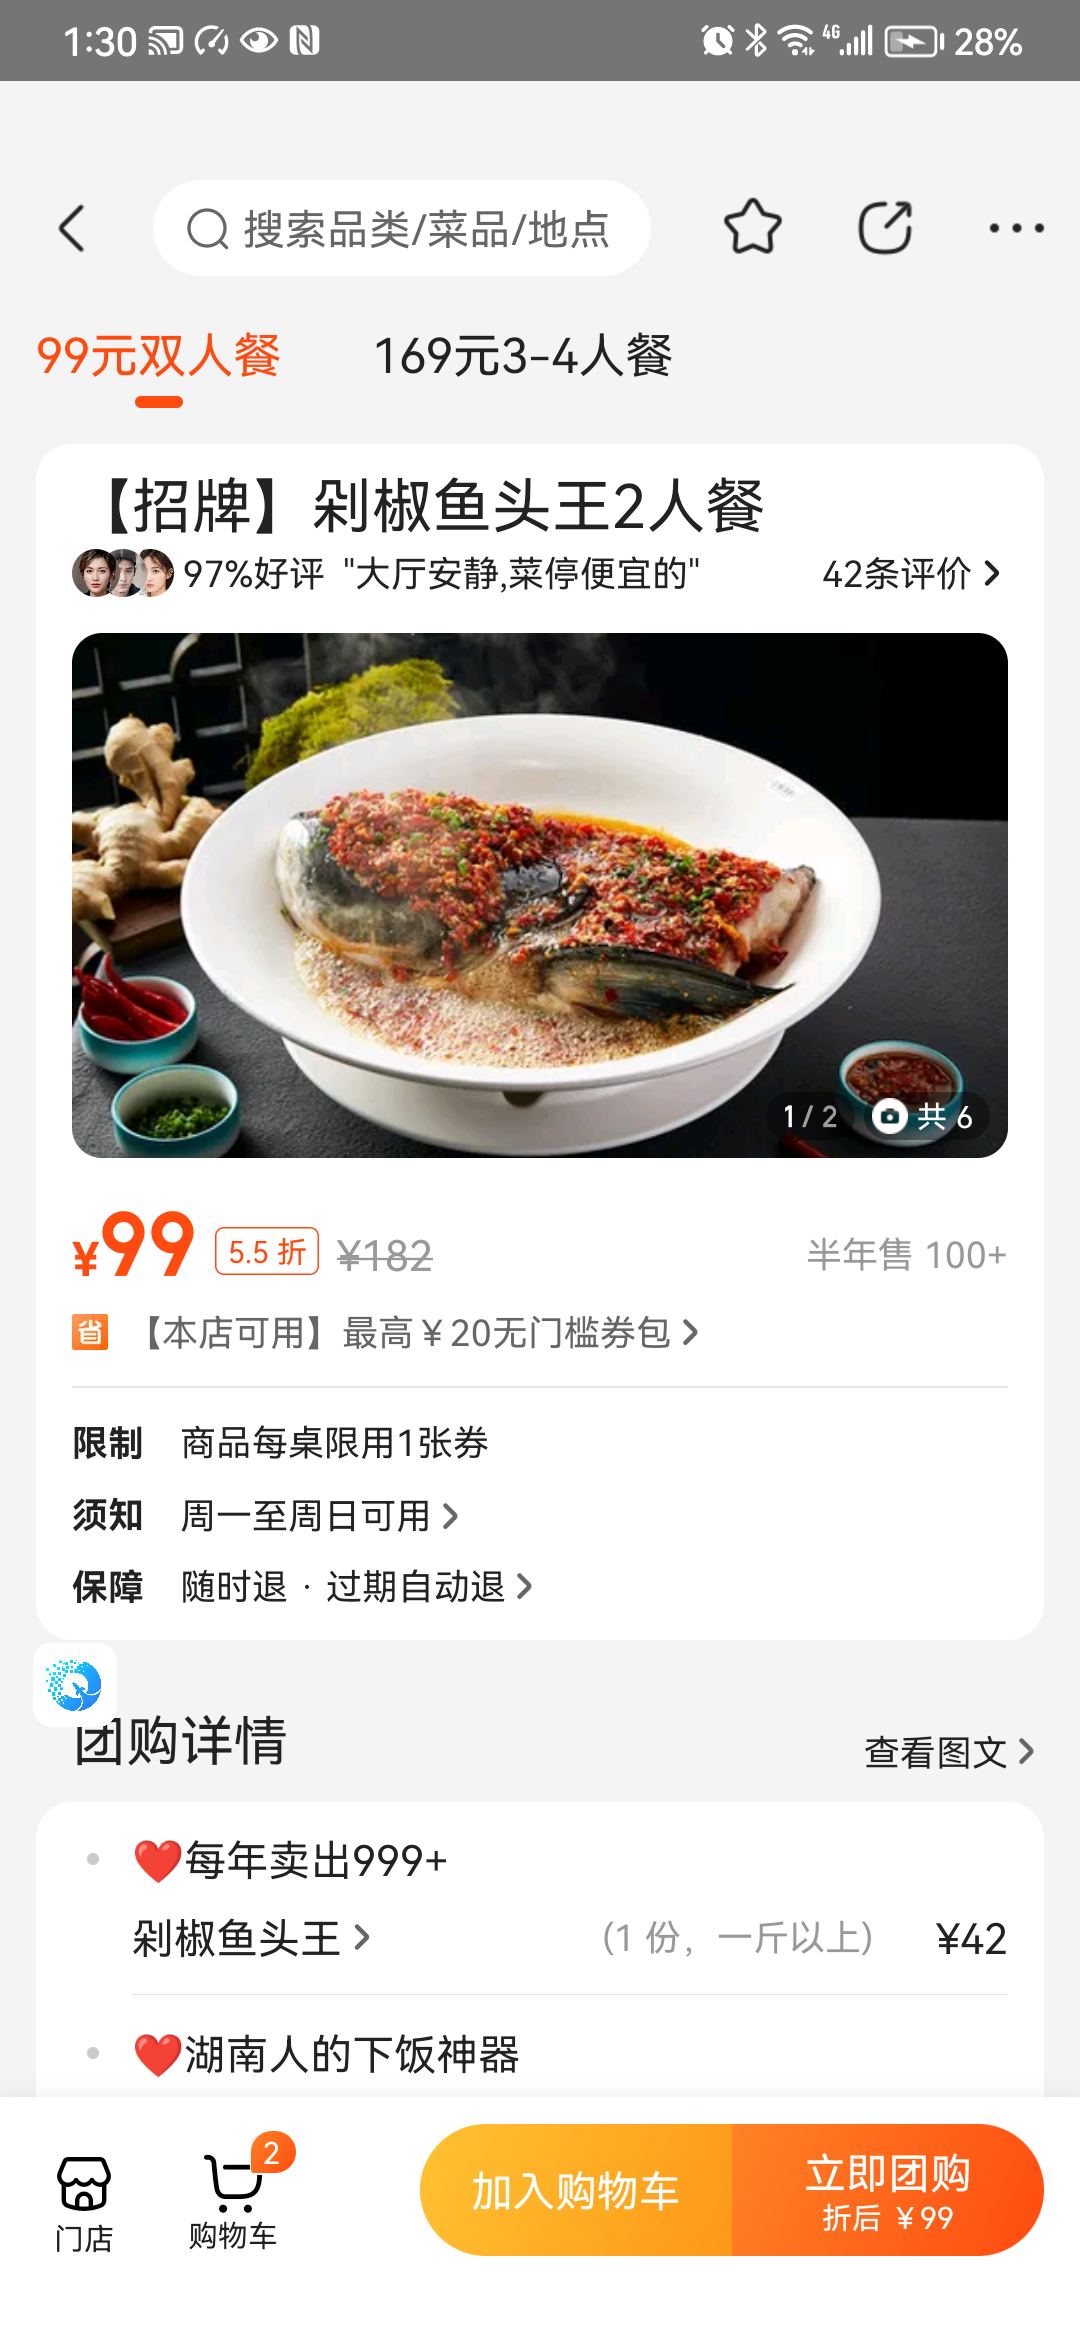 1:30
4G
28%
搜索品类/菜品/地点
99元双人餐
169元3-4人餐
【招牌】剁椒鱼头王2人餐
97%好评 "大厅安静,菜停便宜的"
42条评价
1/2
共 6
¥99
5.5 折
¥182
半年售 100+
省 【本店可用】最高￥20无门槛券包
限制 商品每桌限用1张券
须知 周一至周日可用
保障 随时退 · 过期自动退
团购详情
查看图文
❤️每年卖出999+
剁椒鱼头王
(1 份，一斤以上)
¥42
❤️湖南人的下饭神器
门店
2
购物车
加入购物车
立即团购
折后 ￥99